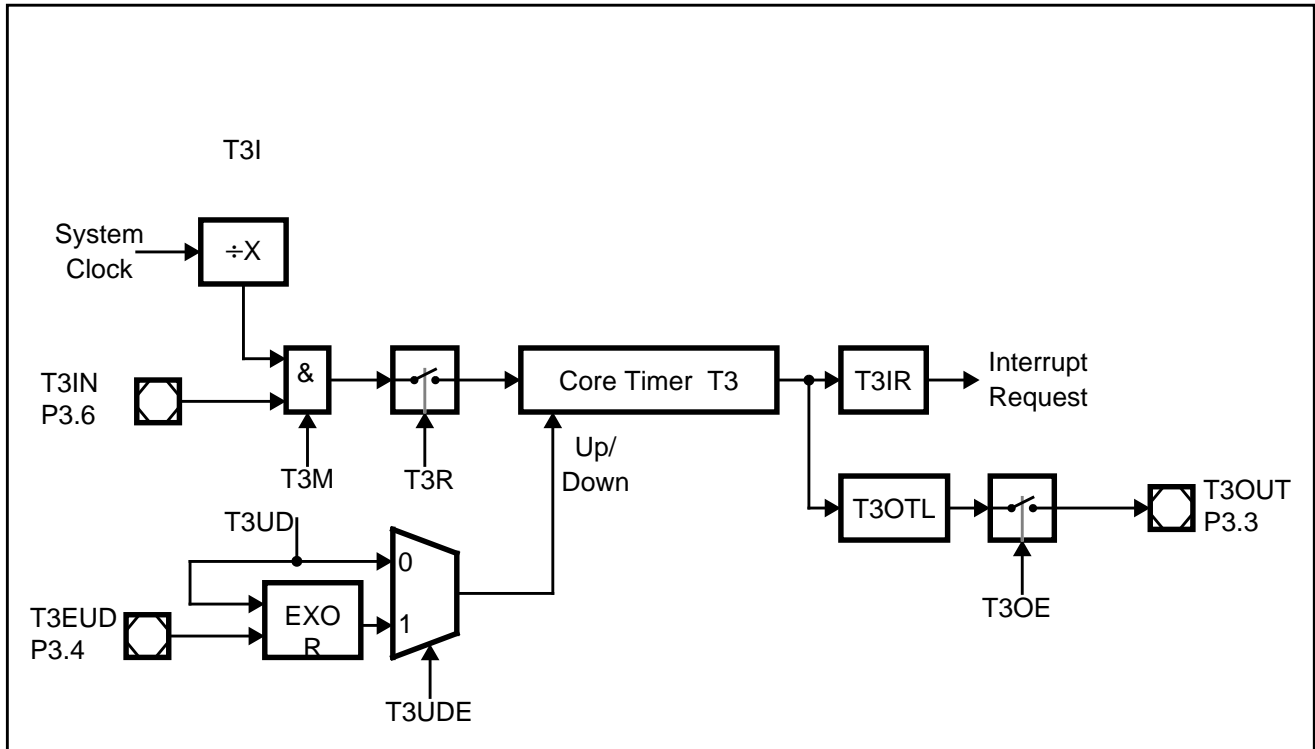 T3I
System
Clock
÷X
T3IN
P3.6
&
Core Timer T3
T3IR
Interrupt
Request
T3M
T3R
Up/
Down
T3OTL
T3OUT
P3.3
T3UD
0
T3EUD
P3.4
EXO
R
1
T3OE
T3UDE